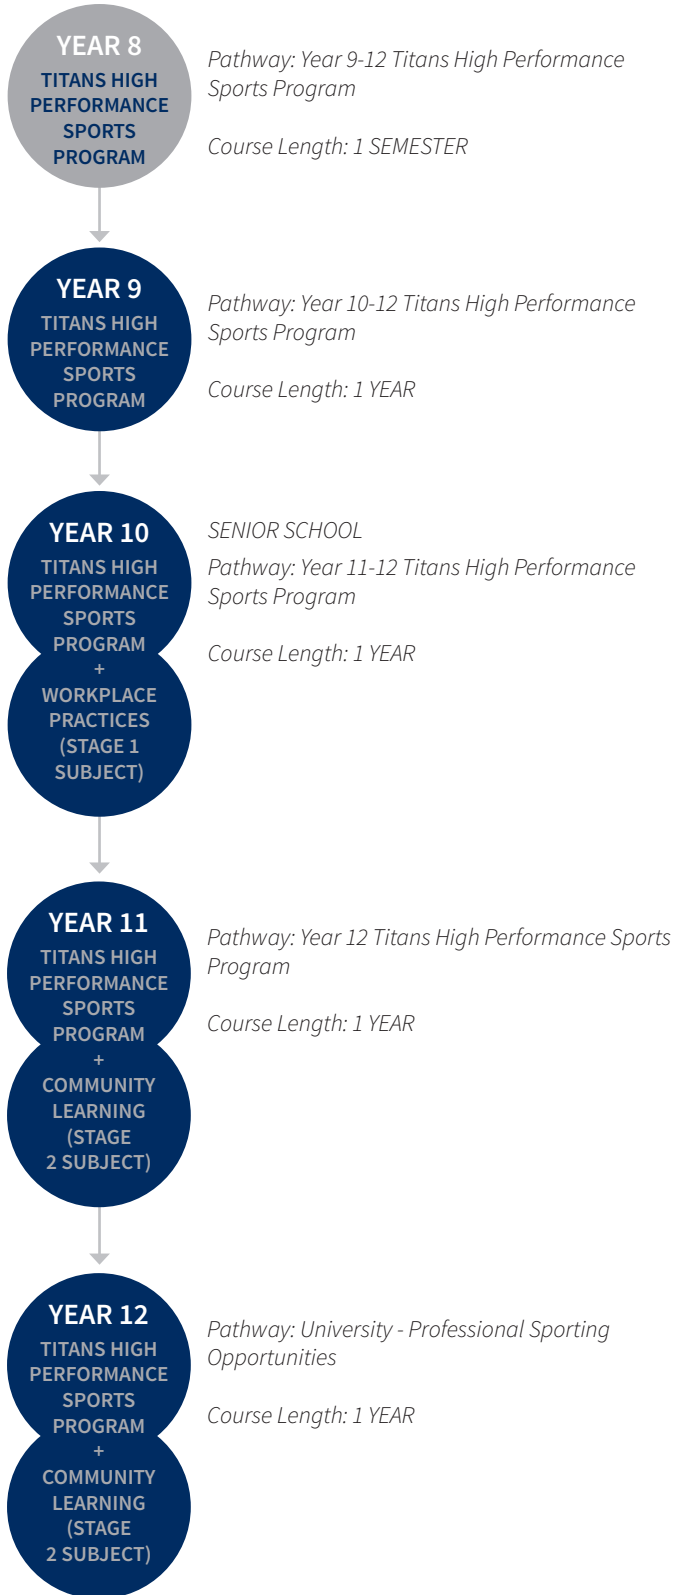 YEAR 8
TITANS HIGH
PERFORMANCE
SPORTS
PROGRAM
Pathway: Year 9-12 Titans High Performance
Sports Program
Course Length: 1 SEMESTER
YEAR 9
TITANS HIGH
PERFORMANCE
SPORTS
PROGRAM
Pathway: Year 10-12 Titans High Performance
Sports Program
Course Length: 1 YEAR
YEAR 10
TITANS HIGH
PERFORMANCE
SPORTS
PROGRAM
+
WORKPLACE
PRACTICES
(STAGE 1
SUBJECT)
SENIOR SCHOOL
Pathway: Year 11-12 Titans High Performance
Sports Program
Course Length: 1 YEAR
YEAR 11
TITANS HIGH
PERFORMANCE
SPORTS
PROGRAM
+
COMMUNITY
LEARNING
(STAGE
2 SUBJECT)
Pathway: Year 12 Titans High Performance Sports
Program
Course Length: 1 YEAR
YEAR 12
TITANS HIGH
PERFORMANCE
SPORTS
PROGRAM
+
COMMUNITY
LEARNING
(STAGE
2 SUBJECT)
Pathway: University - Professional Sporting
Opportunities
Course Length: 1 YEAR